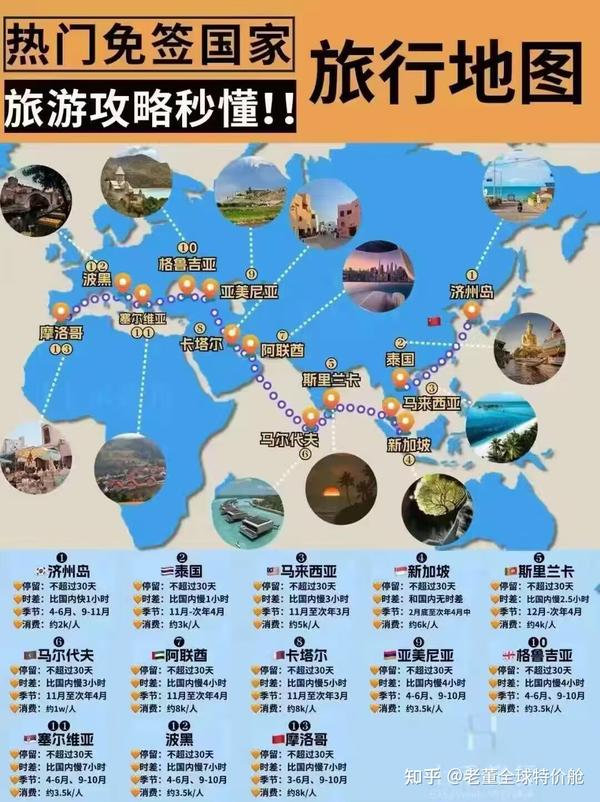 热门免签国家
旅游攻略秒懂!!
旅行地图
⑫
波黑
⑩
格鲁吉亚
⑨
亚美尼亚
①
济州岛
摩洛哥
⑬
塞尔维亚
⑪
⑧
卡塔尔
⑦
阿联酋
②
泰国
⑤
斯里兰卡
③
马来西亚
马尔代夫
⑥
新加坡
④
❶
济州岛
停留: 不超过30天
时差: 比国内快1小时
季节: 4-6月、9-11月
消费: 约2k/人
❷
泰国
停留: 不超过30天
时差: 比国内慢1小时
季节: 11月-次年4月
消费: 约3k/人
❸
马来西亚
停留: 不超过30天
时差: 比国内慢3小时
季节: 11月至次年3月
消费: 约5k/人
❹
新加坡
停留: 不超过30天
时差: 和国内无时差
季节: 2月底至次年4月中
消费: 约6k/人
❺
斯里兰卡
停留: 不超过30天
时差: 比国内慢2.5小时
季节: 12月-次年4月
消费: 约4k/人
❻
马尔代夫
停留: 不超过30天
时差: 比国内慢3小时
季节: 11月至次年4月
消费: 约1w/人
❼
阿联酋
停留: 不超过30天
时差: 比国内慢4小时
季节: 11月至次年4月
消费: 约8k/人
❽
卡塔尔
停留: 不超过30天
时差: 比国内慢5小时
季节: 11月至次年4月
消费: 约8k/人
❾
亚美尼亚
停留: 不超过30天
时差: 比国内慢4小时
季节: 4-6月、9-10月
消费: 约3.5k/人
❿
格鲁吉亚
停留: 不超过30天
时差: 比国内慢4小时
季节: 4-6月、9-10月
消费: 约3.5k/人
⓫
塞尔维亚
停留: 不超过30天
时差: 比国内慢7小时
季节: 4-6月、9-10月
消费: 约3.5k/人
⓬
波黑
停留: 不超过30天
时差: 比国内慢7小时
季节: 4-6月、9-10月
消费: 约3.5k/人
⓭
摩洛哥
停留: 不超过30天
时差: 比国内慢7小时
季节: 3-6月、9-10月
消费: 约8k/人
知乎 @老董全球特价舱